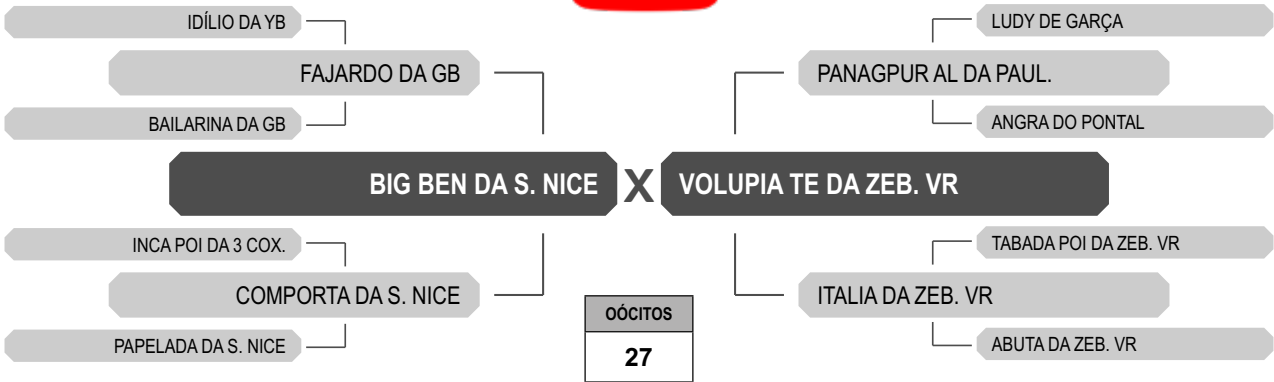 IDÍLIO DA YB
LUDY DE GARÇA
FAJARDO DA GB
PANAGPUR AL DA PAUL.
BAILARINA DA GB
ANGRA DO PONTAL
BIG BEN DA S. NICE X VOLUPIA TE DA ZEB. VR
INCA POI DA 3 COX.
TABADA POI DA ZEB. VR
COMPORTA DA S. NICE
ITALIA DA ZEB. VR
OÓCITOS
PAPELADA DA S. NICE
ABUTA DA ZEB. VR
27